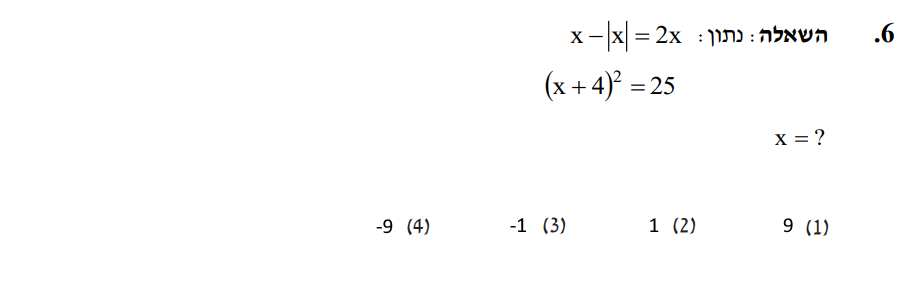 6. השאלה : נתון : x − |x| = 2x
(x + 4)² = 25
x = ?
(1) 9 (2) 1 (3) -1 (4) -9